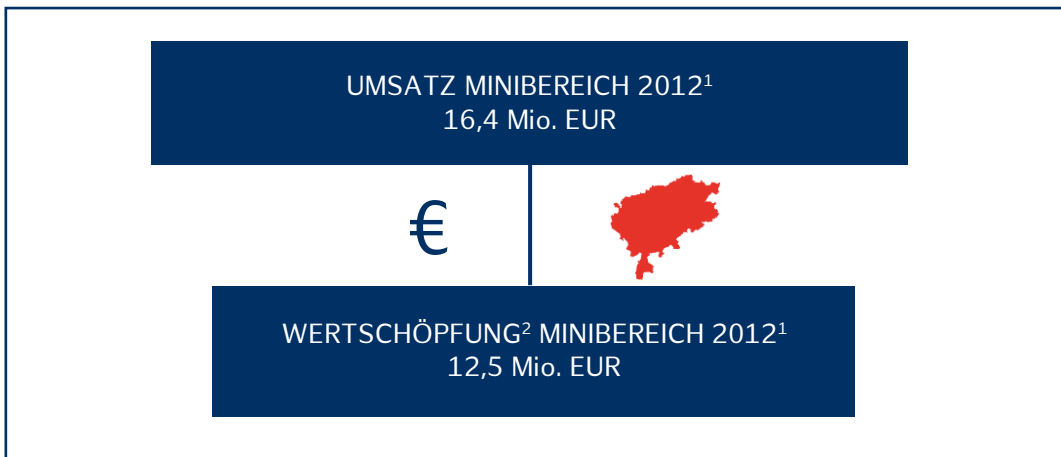 UMSATZ MINIBEREICH 2012¹
16,4 Mio. EUR
€
WERTSCHÖPFUNG² MINIBEREICH 2012¹
12,5 Mio. EUR